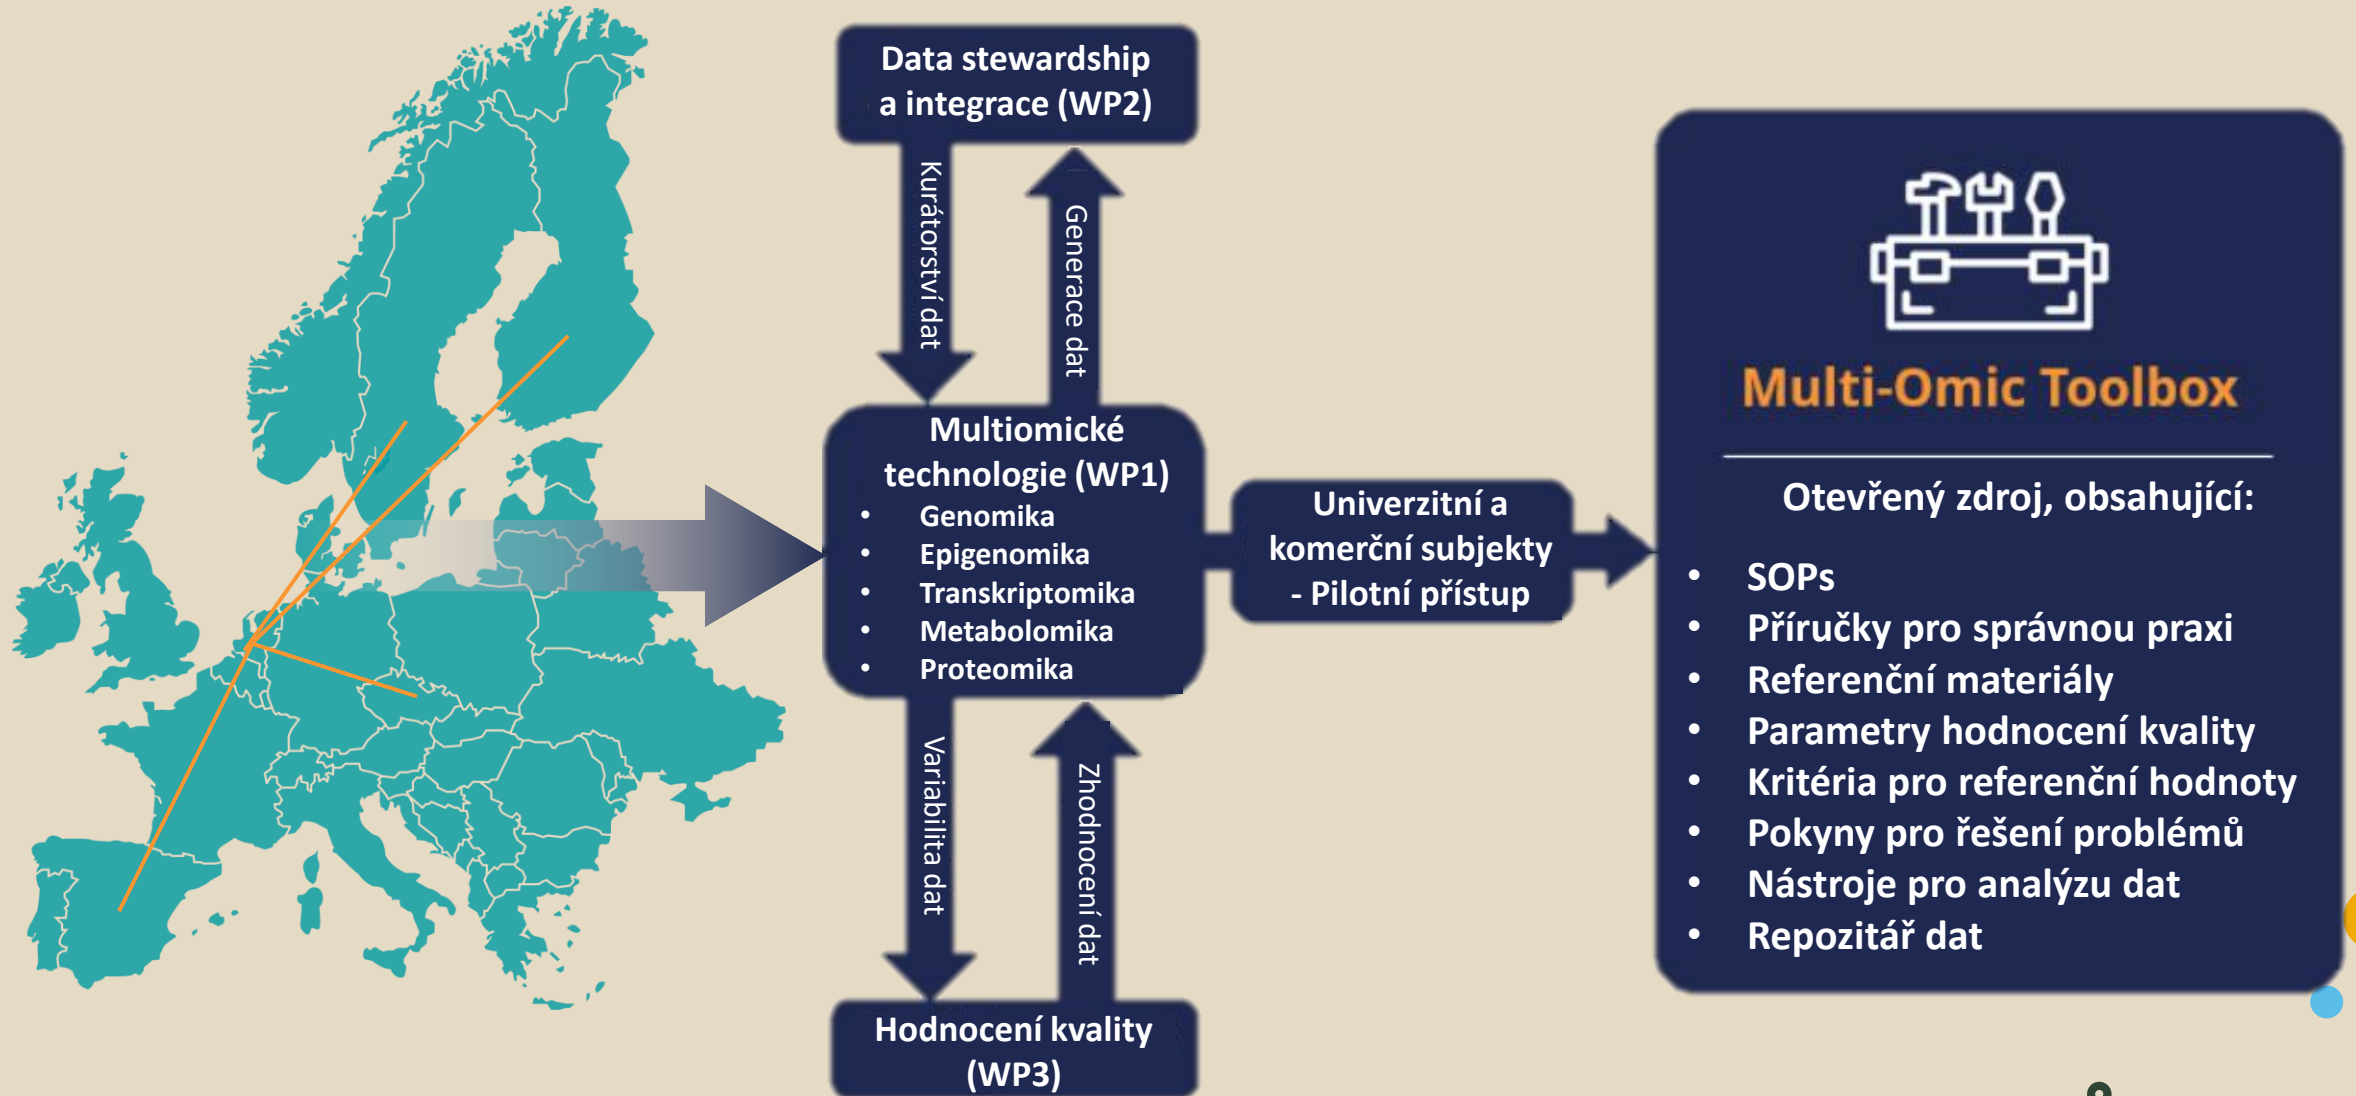 Data stewardship
a integrace (WP2)
Kurátorství dat
Generace dat
Multiomické
technologie (WP1)
• Genomika
• Epigenomika
• Transkriptomika
• Metabolomika
• Proteomika
Variabilita dat
Zhodnocení dat
Hodnocení kvality
(WP3)
Univerzitní a
komerční subjekty
- Pilotní přístup
Multi-Omic Toolbox
Otevřený zdroj, obsahující:
• SOPs
• Příručky pro správnou praxi
• Referenční materiály
• Parametry hodnocení kvality
• Kritéria pro referenční hodnoty
• Pokyny pro řešení problémů
• Nástroje pro analýzu dat
• Repozitář dat